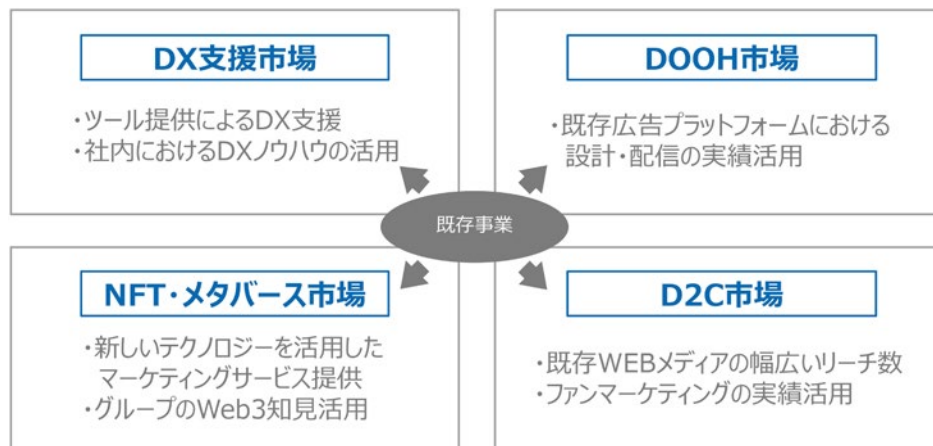 DX支援市場
・ツール提供によるDX支援
・社内におけるDXノウハウの活用
DOOH市場
・既存広告プラットフォームにおける
設計・配信の実績活用
既存事業
NFT・メタバース市場
・新しいテクノロジーを活用した
マーケティングサービス提供
・グループのWeb3知見活用
D2C市場
・既存WEBメディアの幅広いリーチ数
・ファンマーケティングの実績活用